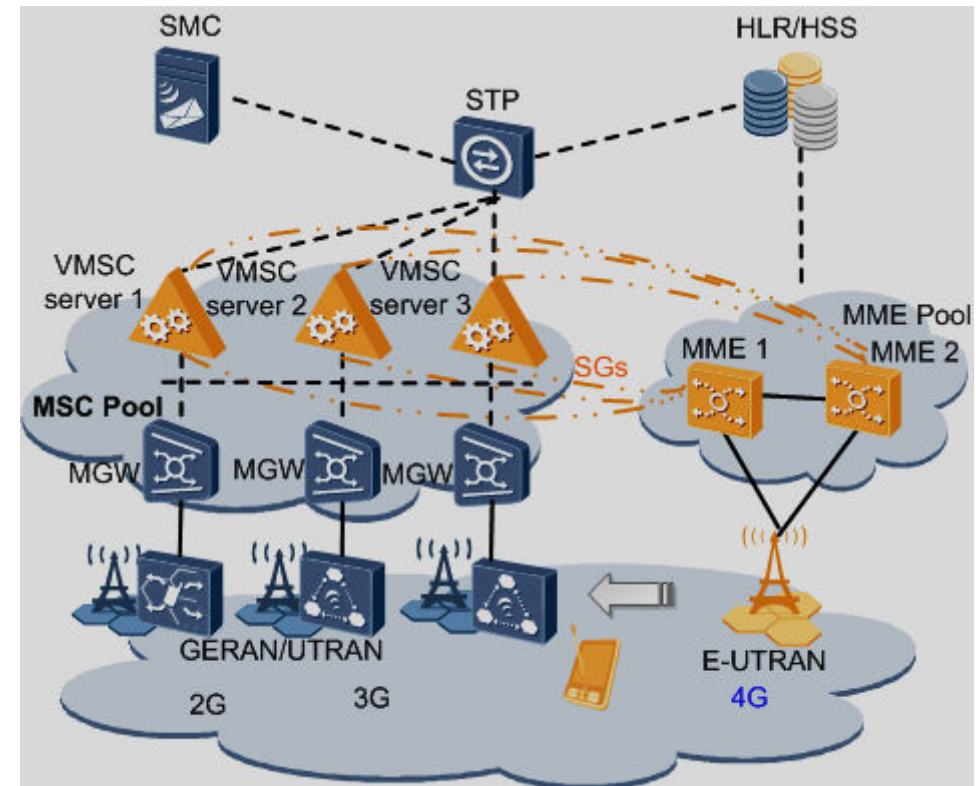 SMC
HLR/HSS
STP
VMSC
server 1
VMSC
server 2
VMSC
server 3
MME Pool
MME 1
MME 2
SGs
MSC Pool
MGW
MGW
MGW
GERAN/UTRAN
E-UTRAN
2G
3G
4G